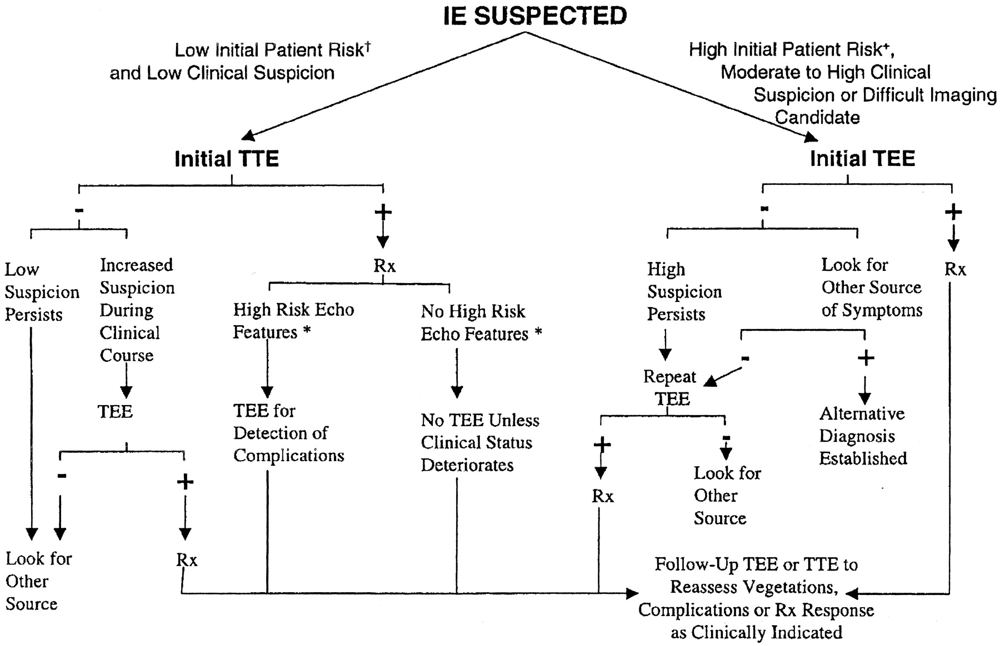 IE SUSPECTED
Low Initial Patient Risk†
and Low Clinical Suspicion
High Initial Patient Risk+,
Moderate to High Clinical
Suspicion or Difficult Imaging
Candidate
Initial TTE
Initial TEE
-
+
-
+
Low
Suspicion
Persists
Increased
Suspicion
During
Clinical
Course
Rx
High Risk Echo
Features *
No High Risk
Echo Features *
High
Suspicion
Persists
Look for
Other Source
of Symptoms
Rx
TEE
TEE for
Detection of
Complications
No TEE Unless
Clinical Status
Deteriorates
Repeat
TEE
-
+
Alternative
Diagnosis
Established
-
+
+
-
Rx
Look for
Other
Source
Look for
Other
Source
Rx
Follow-Up TEE or TTE to
Reassess Vegetations,
Complications or Rx Response
as Clinically Indicated